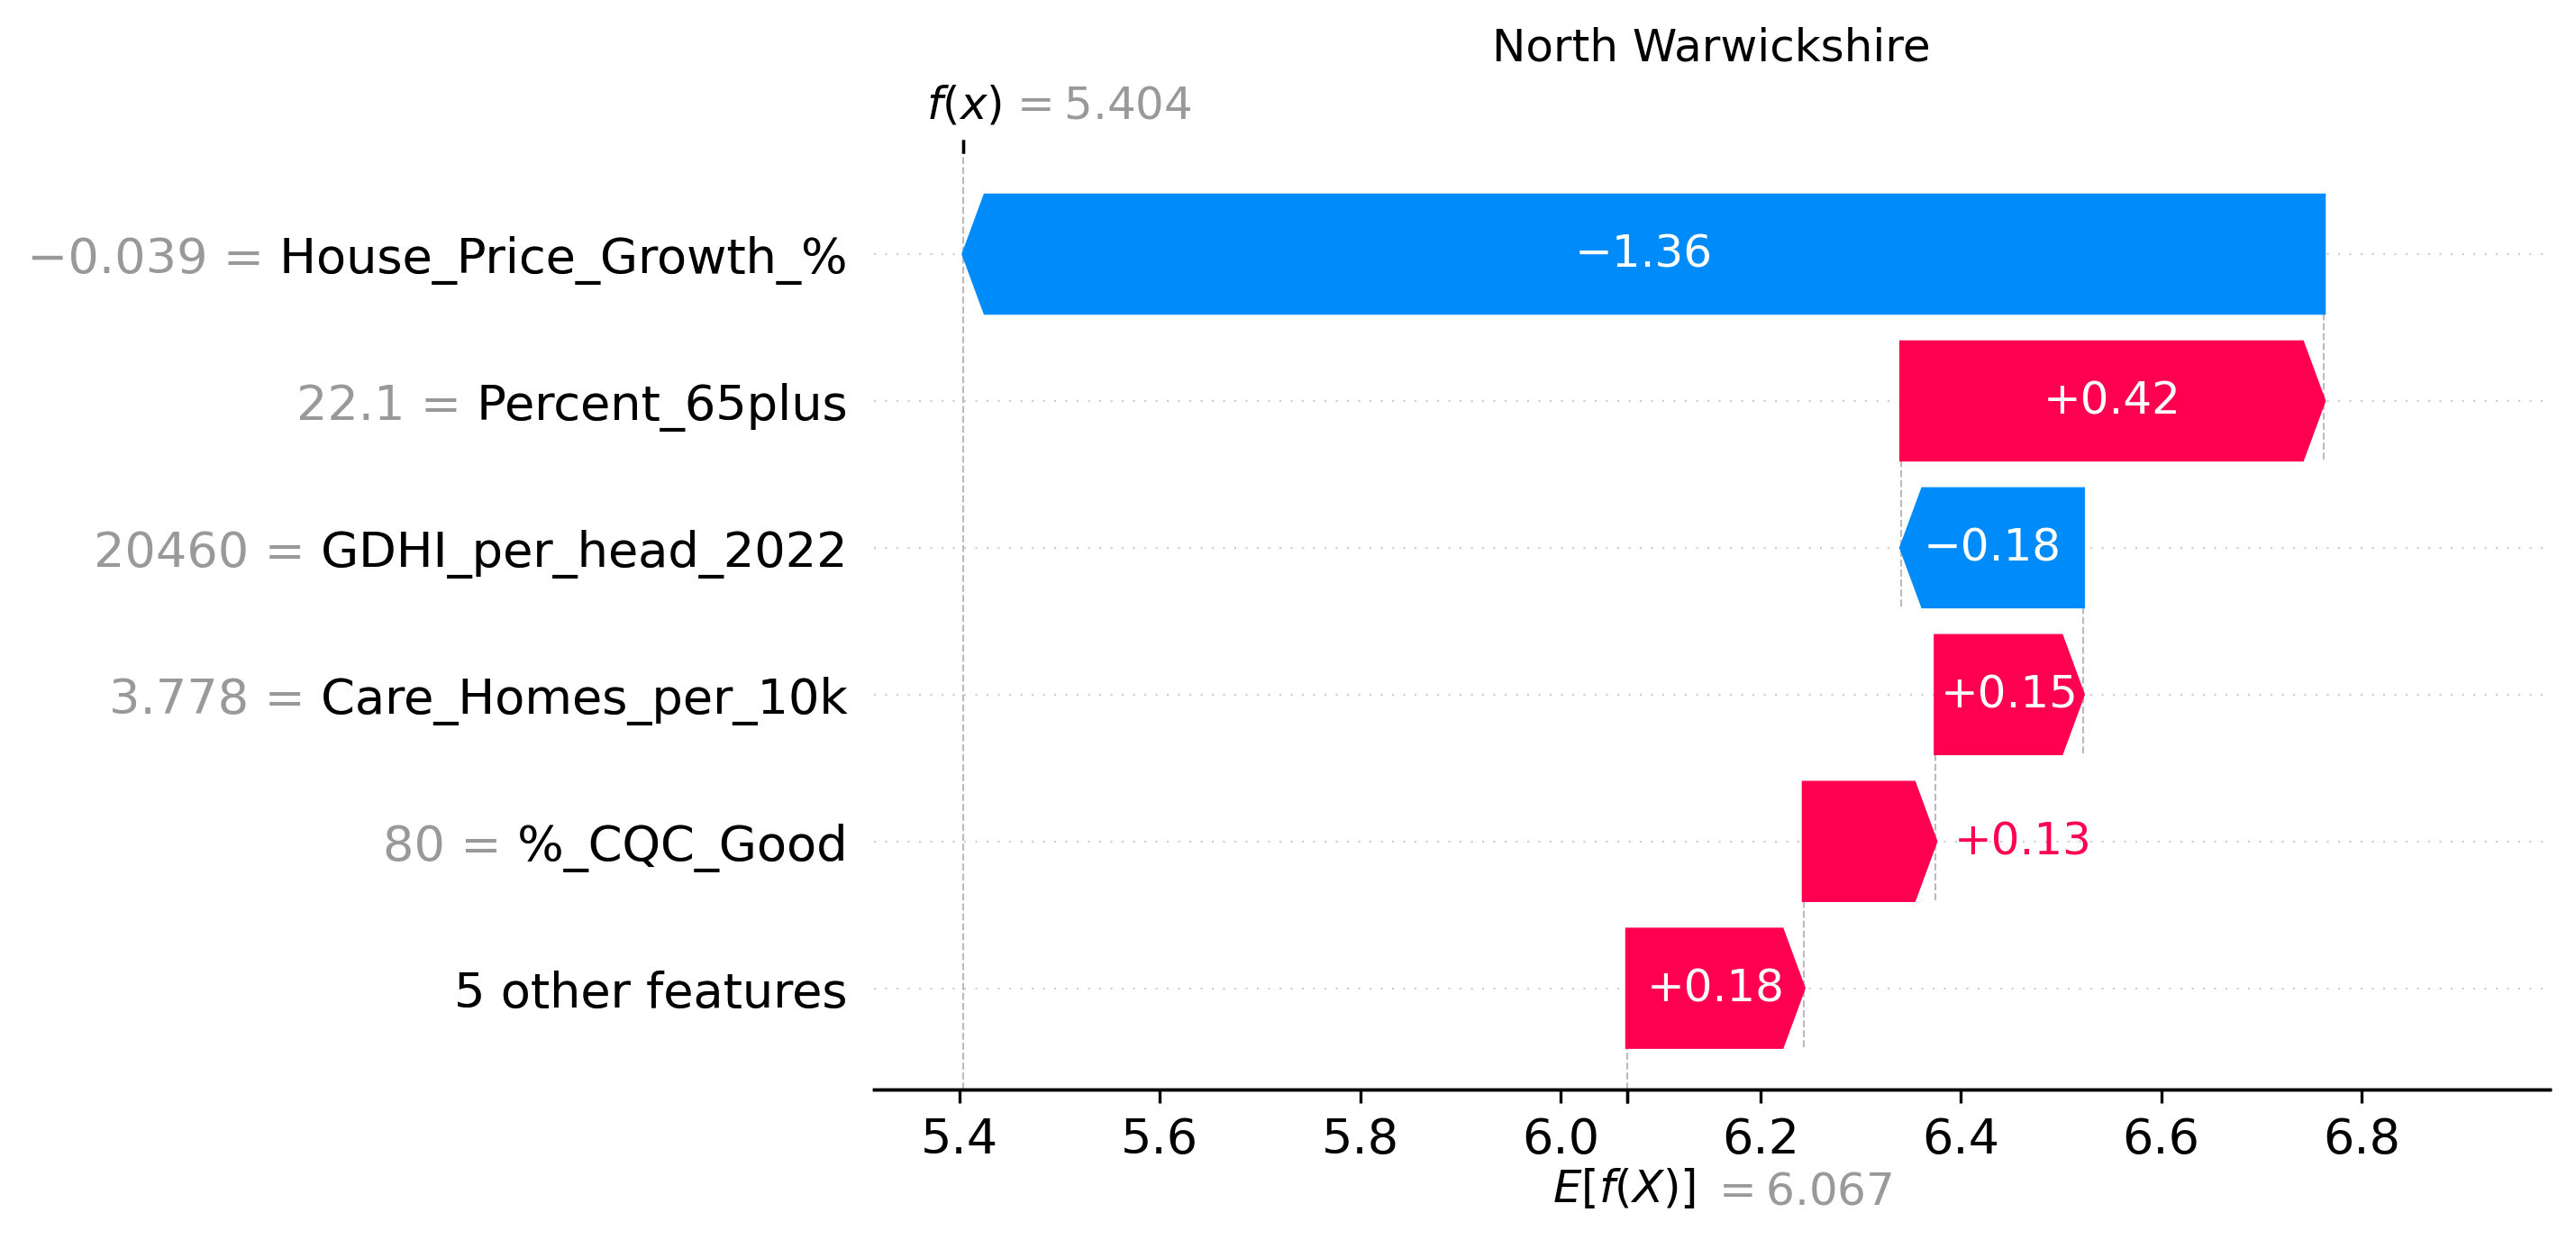 North Warwickshire
f(x) = 5.404
−0.039 = House_Price_Growth_% −1.36
22.1 = Percent_65plus +0.42
20460 = GDHI_per_head_2022 −0.18
3.778 = Care_Homes_per_10k +0.15
80 = %_CQC_Good +0.13
5 other features +0.18
5.4 5.6 5.8 6.0 6.2 6.4 6.6 6.8
E[f(X)] = 6.067